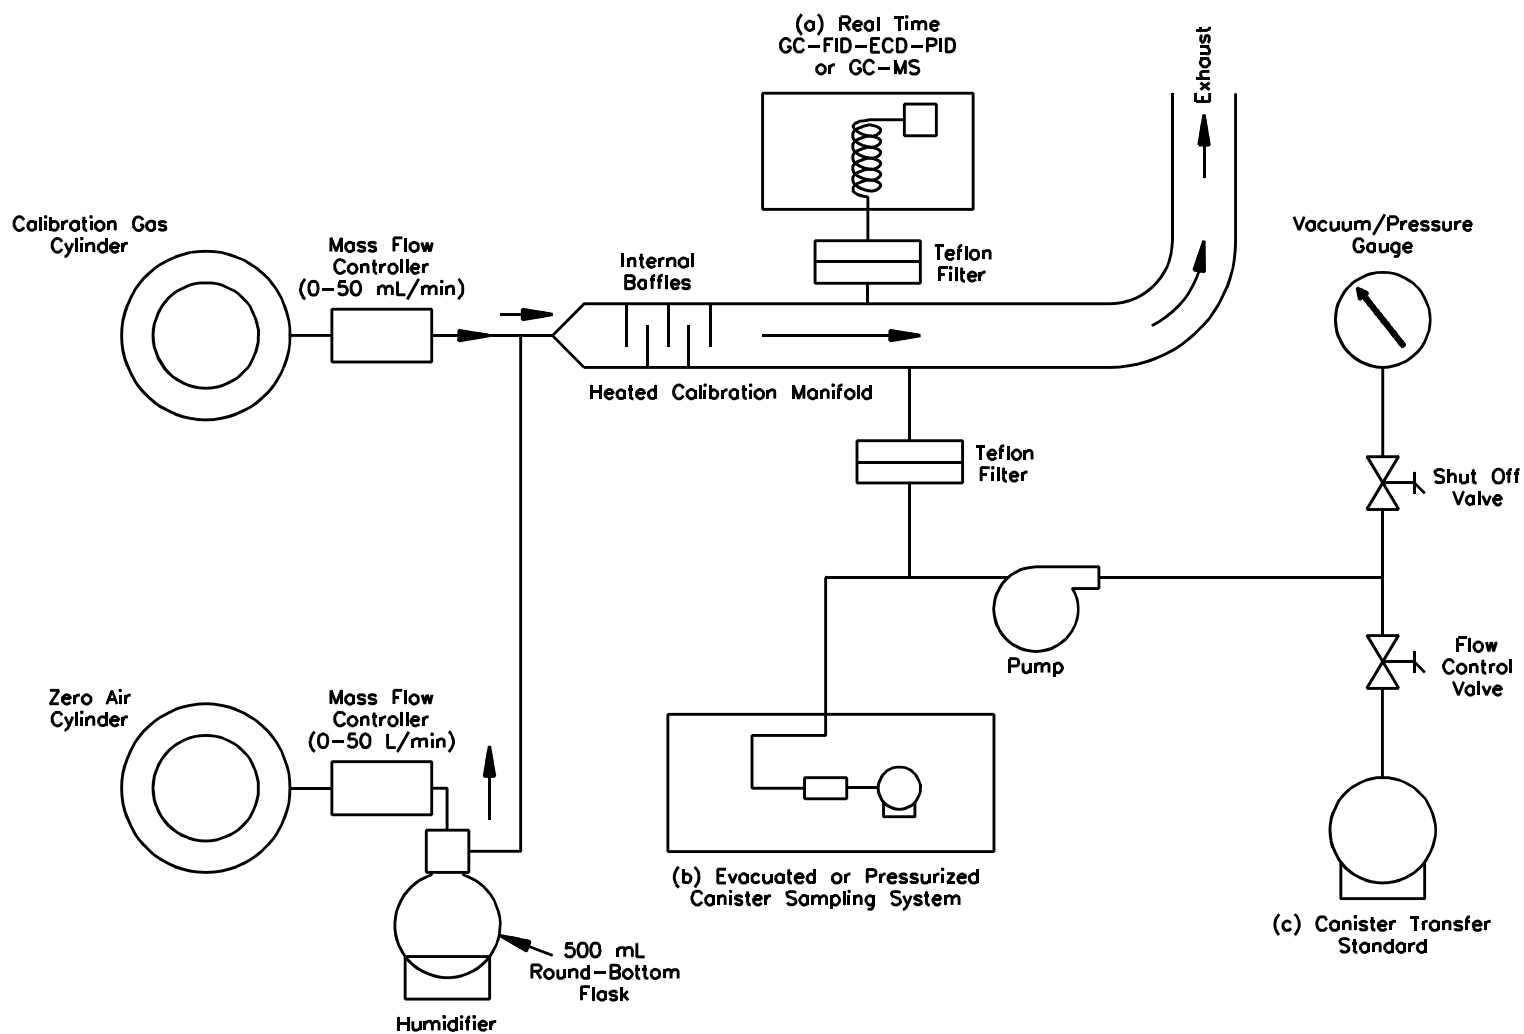 (a) Real Time
GC-FID-ECD-PID
or GC-MS
Exhaust
Calibration Gas
Cylinder
Mass Flow
Controller
(0-50 mL/min)
Internal
Baffles
Teflon
Filter
Vacuum/Pressure
Gauge
Heated Calibration Manifold
Teflon
Filter
Shut Off
Valve
Pump
Flow
Control
Valve
Zero Air
Cylinder
Mass Flow
Controller
(0-50 L/min)
(b) Evacuated or Pressurized
Canister Sampling System
(c) Canister Transfer
Standard
500 mL
Round-Bottom
Flask
Humidifier